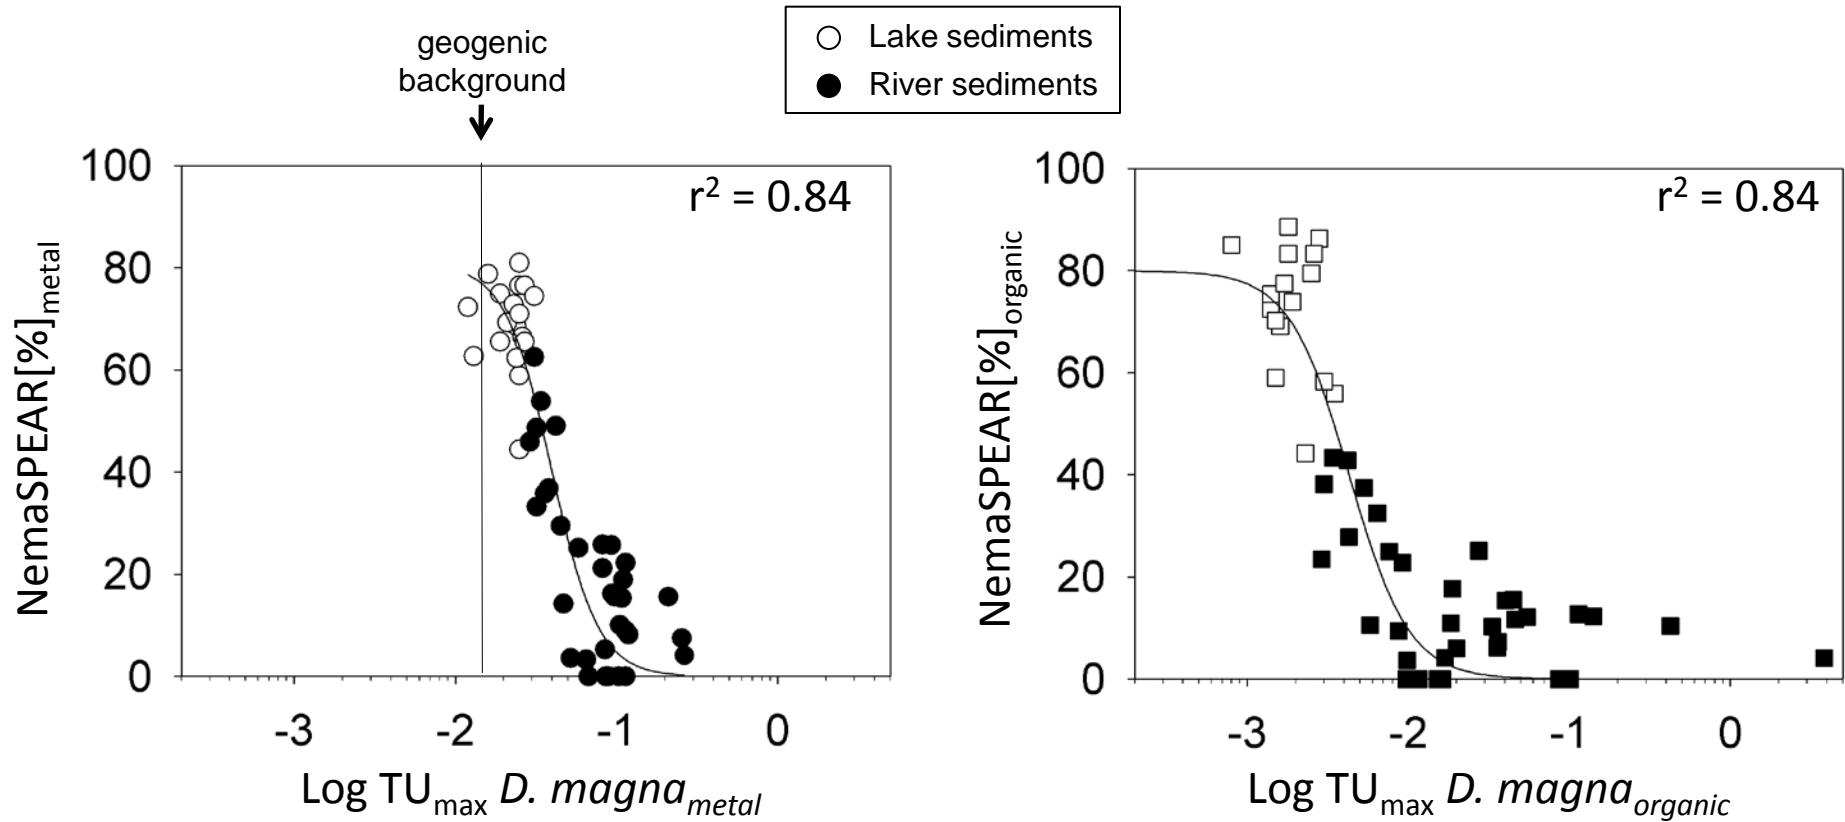 geogenic
background
Lake sediments
River sediments
100
80
60
40
20
0
NemaSPEAR[%]metal
r² = 0.84
-3 -2 -1 0
Log TUmax D. magnametal
100
80
60
40
20
0
NemaSPEAR[%]organic
r² = 0.84
-3 -2 -1 0
Log TUmax D. magnaorganic